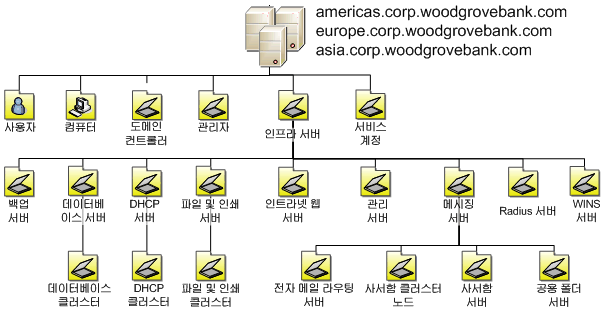 americas.corp.woodgrovebank.com
europe.corp.woodgrovebank.com
asia.corp.woodgrovebank.com
사용자
컴퓨터
도메인
컨트롤러
관리자
인프라 서버
서비스
계정
백업
서버
데이터베
이스 서버
DHCP
서버
파일 및 인쇄
서버
인트라넷 웹
서버
관리
서버
메시징
서버
Radius 서버
WINS
서버
데이터베이스
클러스터
DHCP
클러스터
파일 및 인쇄
클러스터
전자 메일 라우팅
서버
사서함 클러스터
노드
사서함
서버
공용 폴더
서버